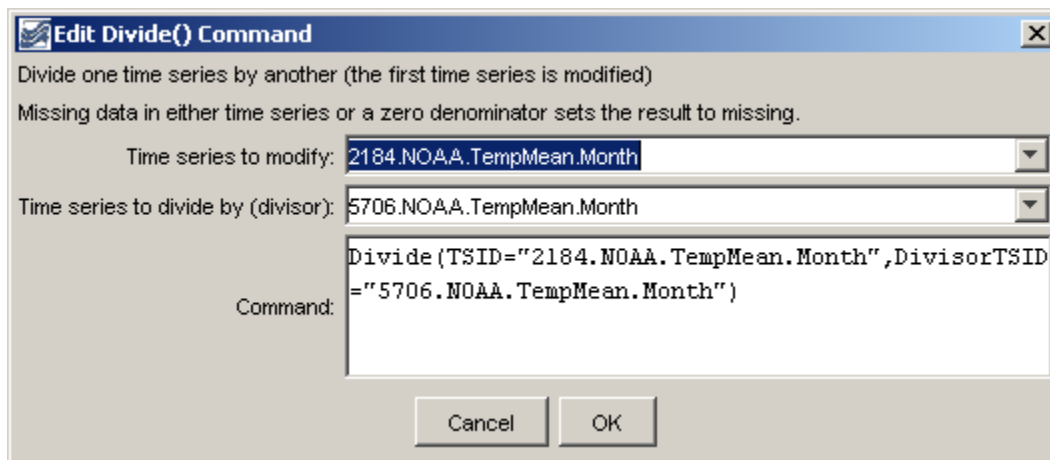 Edit Divide() Command
Divide one time series by another (the first time series is modified)
Missing data in either time series or a zero denominator sets the result to missing.
Time series to modify: 2184.NOAA.TempMean.Month
Time series to divide by (divisor): 5706.NOAA.TempMean.Month
Command: Divide(TSID="2184.NOAA.TempMean.Month",DivisorTSID
="5706.NOAA.TempMean.Month")
Cancel OK